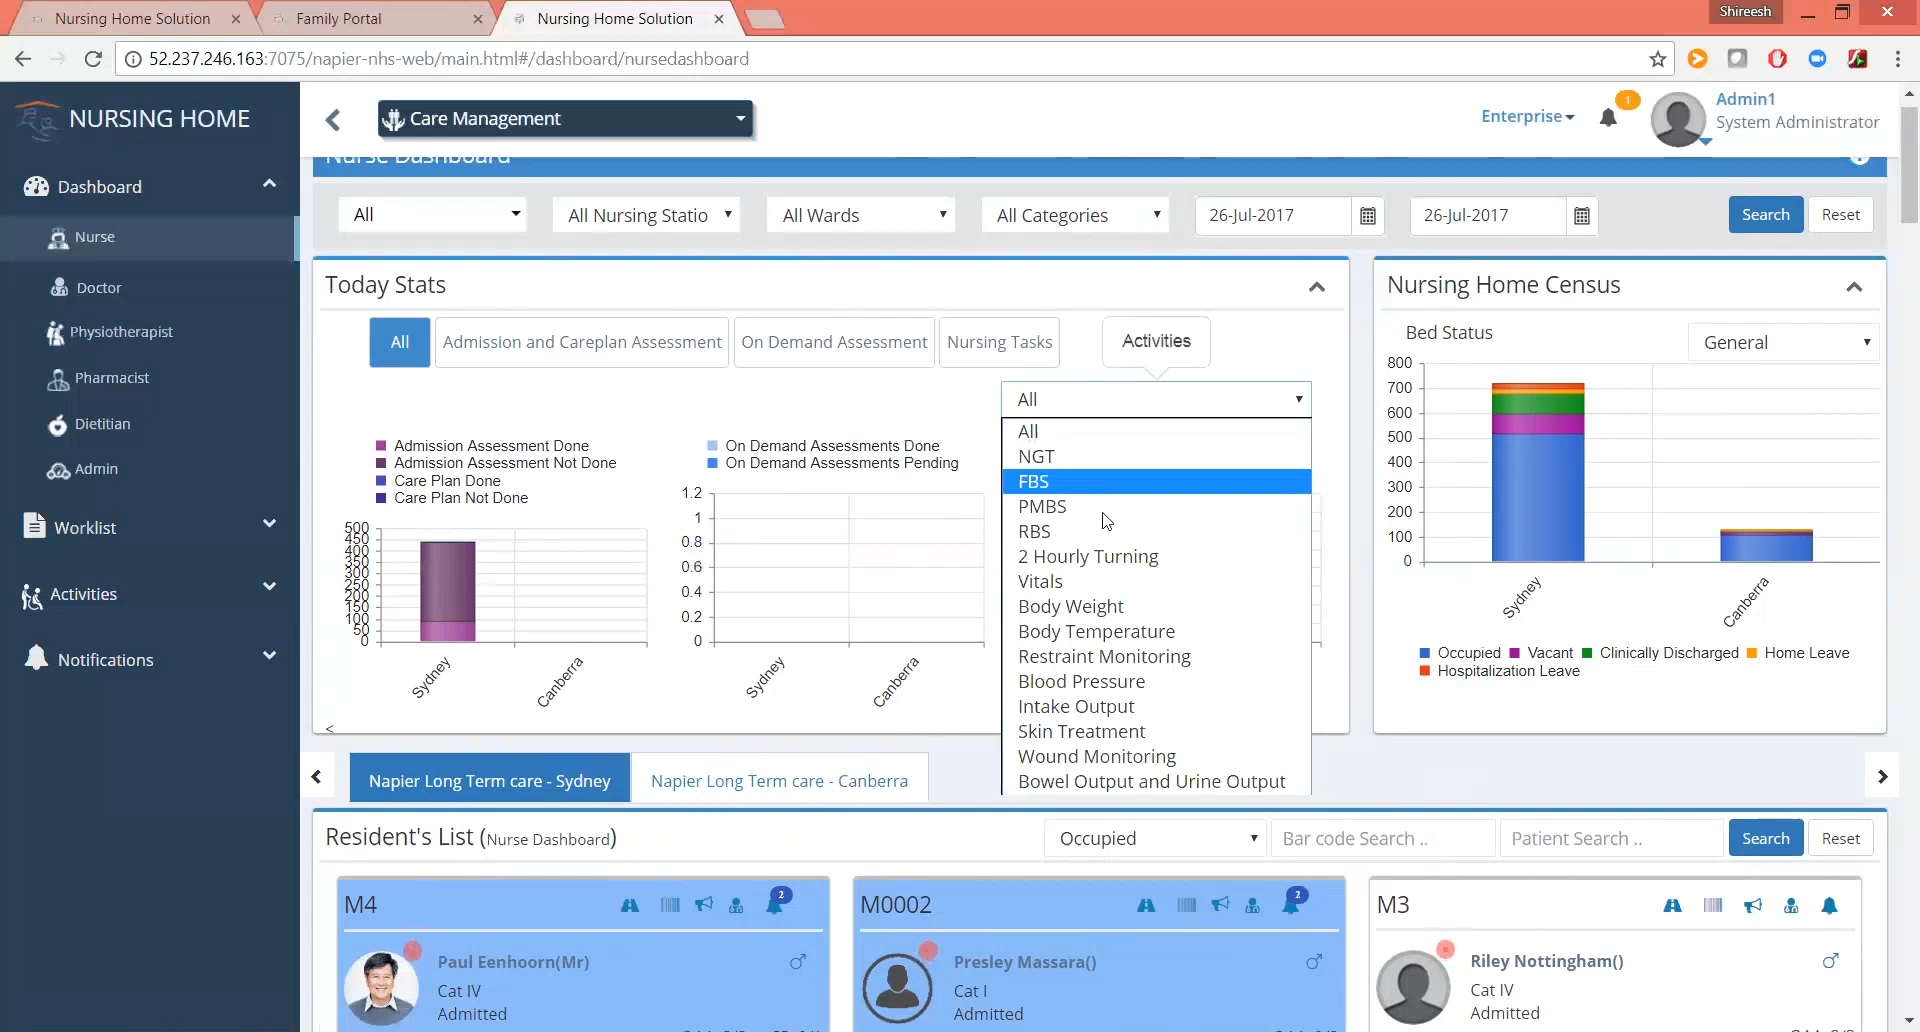 Nursing Home Solution
Family Portal
Nursing Home Solution
Shireesh
52.237.246.163:7075/napier-nhs-web/main.html#/dashboard/nursedashboard
NURSING HOME
Care Management
Enterprise
1
Admin1
System Administrator
Dashboard
Nurse
Doctor
Physiotherapist
Pharmacist
Dietitian
Admin
Worklist
Activities
Notifications
Nurse Dashboard
All
All Nursing Statio
All Wards
All Categories
26-Jul-2017
26-Jul-2017
Search
Reset
Today Stats
All
Admission and Careplan Assessment
On Demand Assessment
Nursing Tasks
Activities
All
All
NGT
FBS
PMBS
RBS
2 Hourly Turning
Vitals
Body Weight
Body Temperature
Restraint Monitoring
Blood Pressure
Intake Output
Skin Treatment
Wound Monitoring
Bowel Output and Urine Output
Admission Assessment Done
Admission Assessment Not Done
Care Plan Done
Care Plan Not Done
500
450
400
350
300
250
200
150
100
50
0
Sydney
Canberra
On Demand Assessments Done
On Demand Assessments Pending
1.2
1
0.8
0.6
0.4
0.2
0
Sydney
Canberra
<
Nursing Home Census
Bed Status
General
800
700
600
500
400
300
200
100
0
Sydney
Canberra
Occupied
Vacant
Clinically Discharged
Home Leave
Hospitalization Leave
Napier Long Term care - Sydney
Napier Long Term care - Canberra
Resident's List (Nurse Dashboard)
Occupied
Bar code Search ..
Patient Search ..
Search
Reset
M4
2
Paul Eenhoorn(Mr)
Cat IV
Admitted
M0002
2
Presley Massara()
Cat I
Admitted
M3
Riley Nottingham()
Cat IV
Admitted